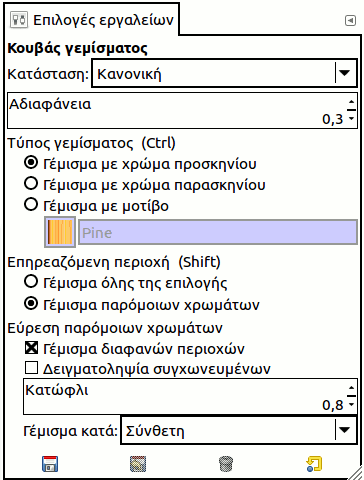 Επιλογές εργαλείων
Κουβάς γεμίσματος
Κατάσταση: Κανονική
Αδιαφάνεια
0,3
Τύπος γεμίσματος (Ctrl)
Γέμισμα με χρώμα προσκηνίου
Γέμισμα με χρώμα παρασκηνίου
Γέμισμα με μοτίβο
Pine
Επηρεαζόμενη περιοχή (Shift)
Γέμισμα όλης της επιλογής
Γέμισμα παρόμοιων χρωμάτων
Εύρεση παρόμοιων χρωμάτων
Γέμισμα διαφανών περιοχών
Δειγματοληψία συγχωνευμένων
Κατώφλι
0,8
Γέμισμα κατά: Σύνθετη